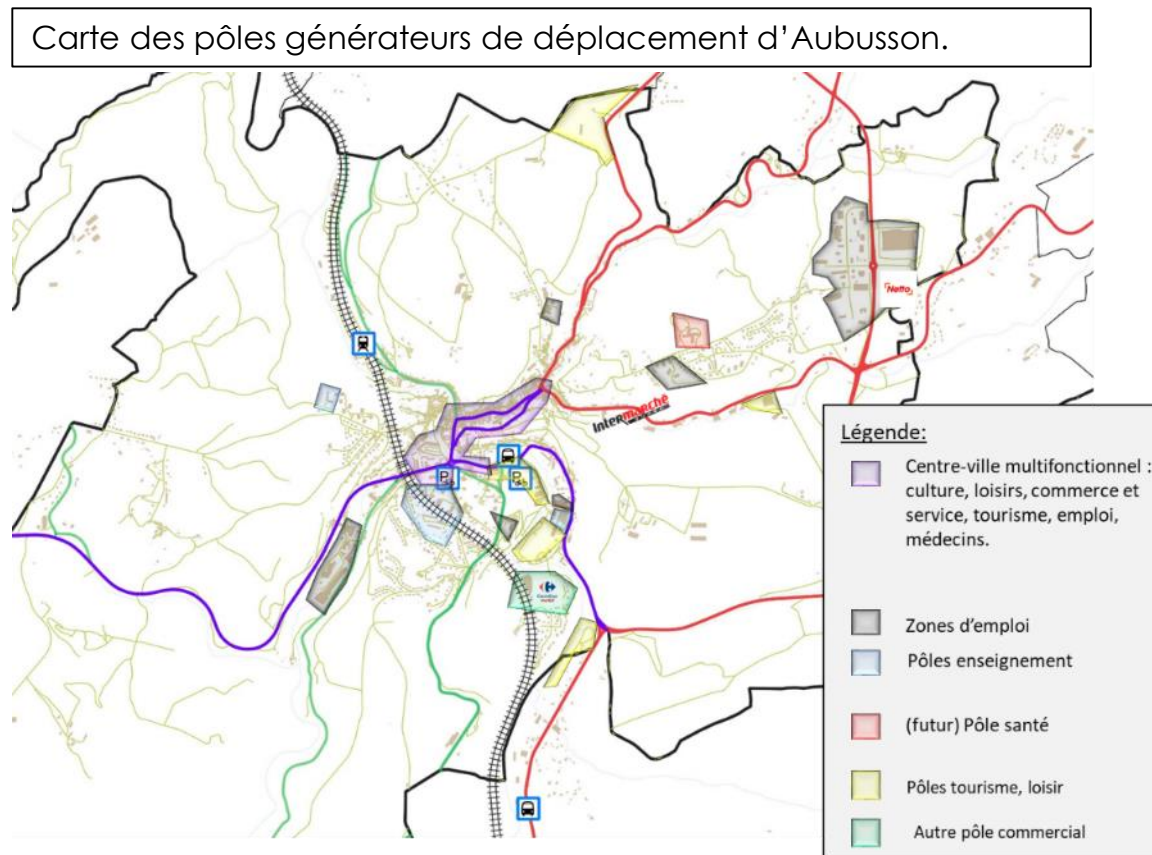 Carte des pôles générateurs de déplacement d'Aubusson.
Netto
Intermarché
P
P
Carrefour
Légende:
Centre-ville multifonctionnel :
culture, loisirs, commerce et
service, tourisme, emploi,
médecins.
Zones d'emploi
Pôles enseignement
(futur) Pôle santé
Pôles tourisme, loisir
Autre pôle commercial